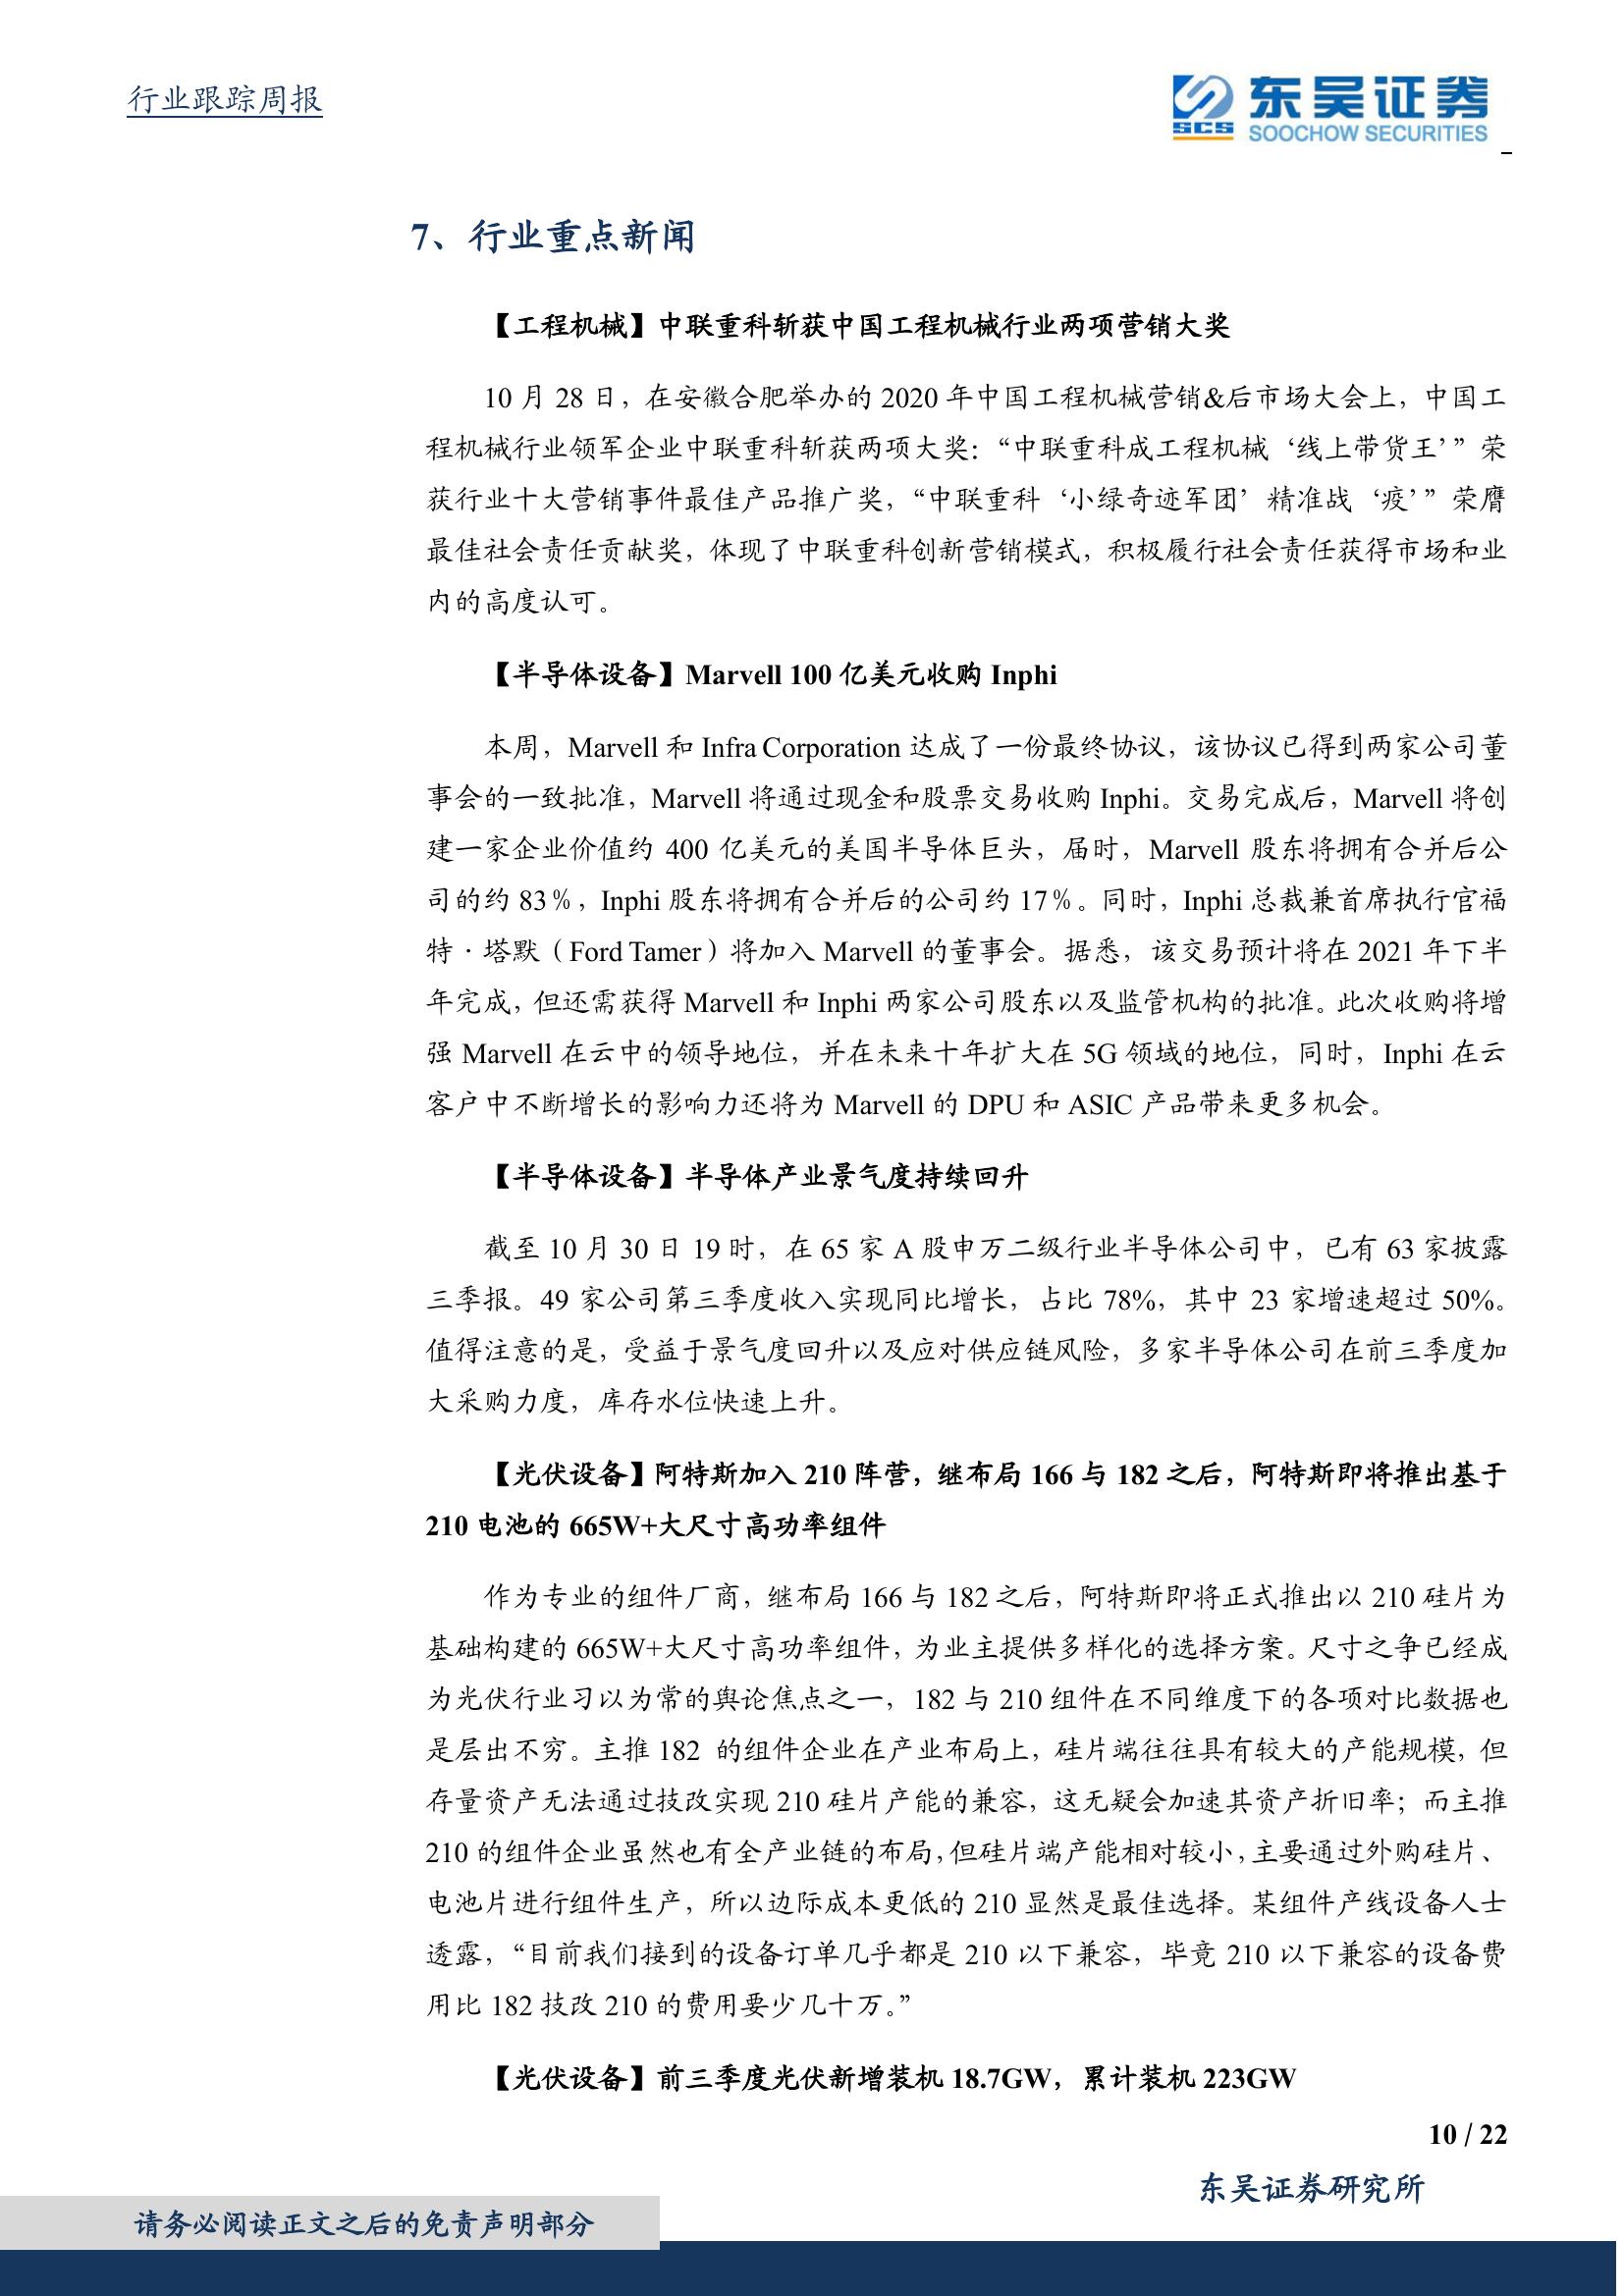 行业跟踪周报
SCS 东吴证券
SOOCHOW SECURITIES
7、行业重点新闻
【工程机械】中联重科斩获中国工程机械行业两项营销大奖
10 月 28 日，在安徽合肥举办的 2020 年中国工程机械营销&后市场大会上，中国工
程机械行业领军企业中联重科斩获两项大奖：“中联重科成工程机械‘线上带货王’”荣
获行业十大营销事件最佳产品推广奖，“中联重科‘小绿奇迹军团’精准战‘疫’”荣膺
最佳社会责任贡献奖，体现了中联重科创新营销模式，积极履行社会责任获得市场和业
内的高度认可。
【半导体设备】Marvell 100 亿美元收购 Inphi
本周，Marvell 和 Infra Corporation 达成了一份最终协议，该协议已得到两家公司董
事会的一致批准，Marvell 将通过现金和股票交易收购 Inphi。交易完成后，Marvell 将创
建一家企业价值约 400 亿美元的美国半导体巨头，届时，Marvell 股东将拥有合并后公
司的约 83％，Inphi 股东将拥有合并后的公司约 17％。同时，Inphi 总裁兼首席执行官福
特·塔默（Ford Tamer）将加入 Marvell 的董事会。据悉，该交易预计将在 2021 年下半
年完成，但还需获得 Marvell 和 Inphi 两家公司股东以及监管机构的批准。此次收购将增
强 Marvell 在云中的领导地位，并在未来十年扩大在 5G 领域的地位，同时，Inphi 在云
客户中不断增长的影响力还将为 Marvell 的 DPU 和 ASIC 产品带来更多机会。
【半导体设备】半导体产业景气度持续回升
截至 10 月 30 日 19 时，在 65 家 A 股申万二级行业半导体公司中，已有 63 家披露
三季报。49 家公司第三季度收入实现同比增长，占比 78%，其中 23 家增速超过 50%。
值得注意的是，受益于景气度回升以及应对供应链风险，多家半导体公司在前三季度加
大采购力度，库存水位快速上升。
【光伏设备】阿特斯加入 210 阵营，继布局 166 与 182 之后，阿特斯即将推出基于
210 电池的 665W+大尺寸高功率组件
作为专业的组件厂商，继布局 166 与 182 之后，阿特斯即将正式推出以 210 硅片为
基础构建的 665W+大尺寸高功率组件，为业主提供多样化的选择方案。尺寸之争已经成
为光伏行业习以为常的舆论焦点之一，182 与 210 组件在不同维度下的各项对比数据也
是层出不穷。主推 182 的组件企业在产业布局上，硅片端往往具有较大的产能规模，但
存量资产无法通过技改实现 210 硅片产能的兼容，这无疑会加速其资产折旧率；而主推
210 的组件企业虽然也有全产业链的布局，但硅片端产能相对较小，主要通过外购硅片、
电池片进行组件生产，所以边际成本更低的 210 显然是最佳选择。某组件产线设备人士
透露，“目前我们接到的设备订单几乎都是 210 以下兼容，毕竟 210 以下兼容的设备费
用比 182 技改 210 的费用要少几十万。”
【光伏设备】前三季度光伏新增装机 18.7GW，累计装机 223GW
10 / 22
东吴证券研究所
请务必阅读正文之后的免责声明部分